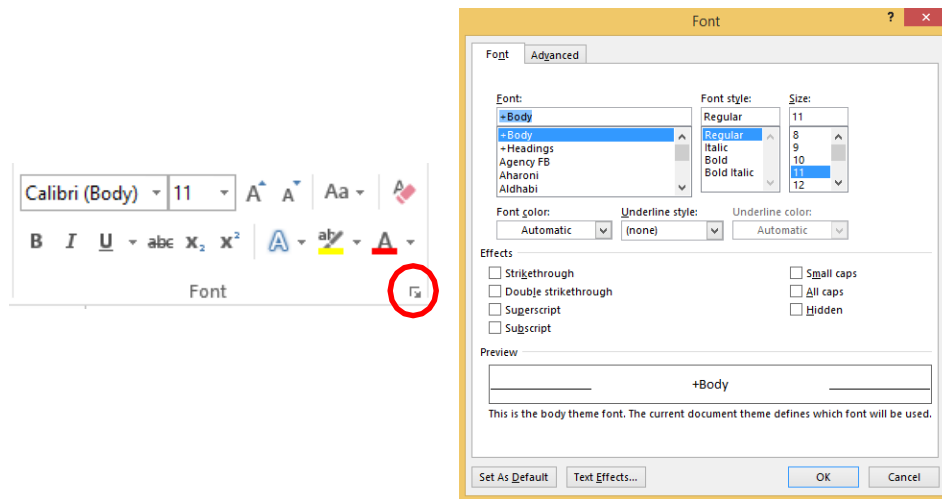 Calibri (Body) 11 A A Aa A
B I U abc X₂ X² A ab A
Font
Font ? ×
Font Advanced
Font: Font style: Size:
+Body Regular 11
+Body Regular 8
+Headings Italic 9
Agency FB Bold 10
Aharoni Bold Italic 11
Aldhabi 12
Font color: Underline style: Underline color:
Automatic (none) Automatic
Effects
Strikethrough Small caps
Double strikethrough All caps
Superscript Hidden
Subscript
Preview
+Body
This is the body theme font. The current document theme defines which font will be used.
Set As Default Text Effects... OK Cancel